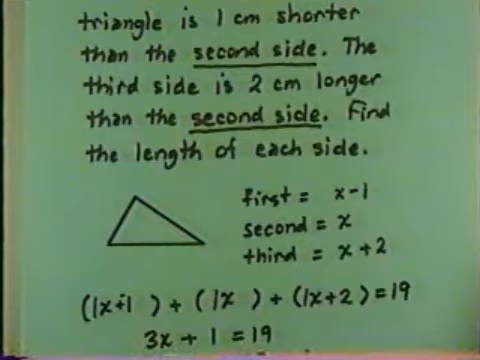 triangle is 1 cm shorter
than the second side. The
third side is 2 cm longer
than the second side. Find
the length of each side.
first = x-1
second = x
third = x+2
(1x+1 ) + (1x ) + (1x+2) = 19
3x + 1 = 19